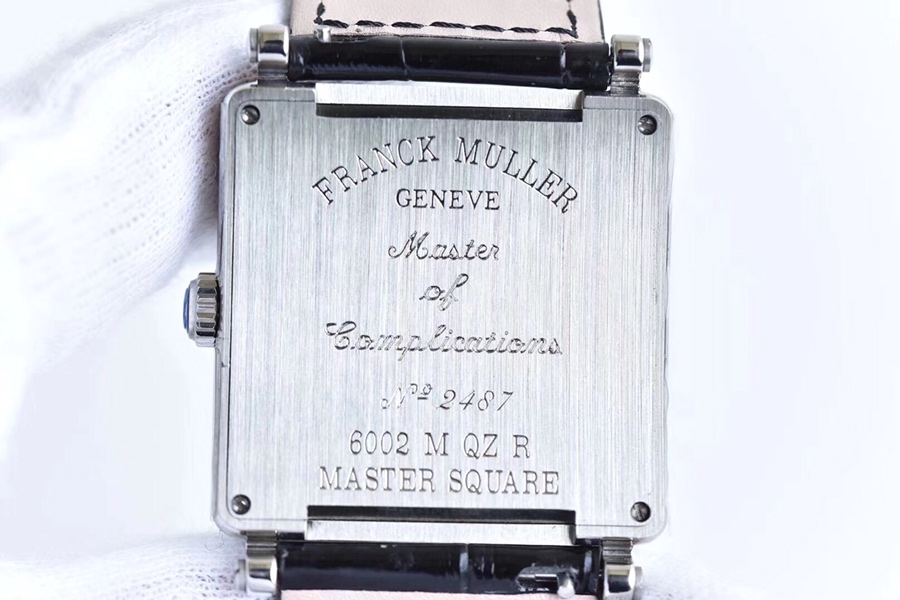 FRANCK MULLER
GENEVE
Master
of
Complications
Nº 2487
6002 M QZ R
MASTER SQUARE